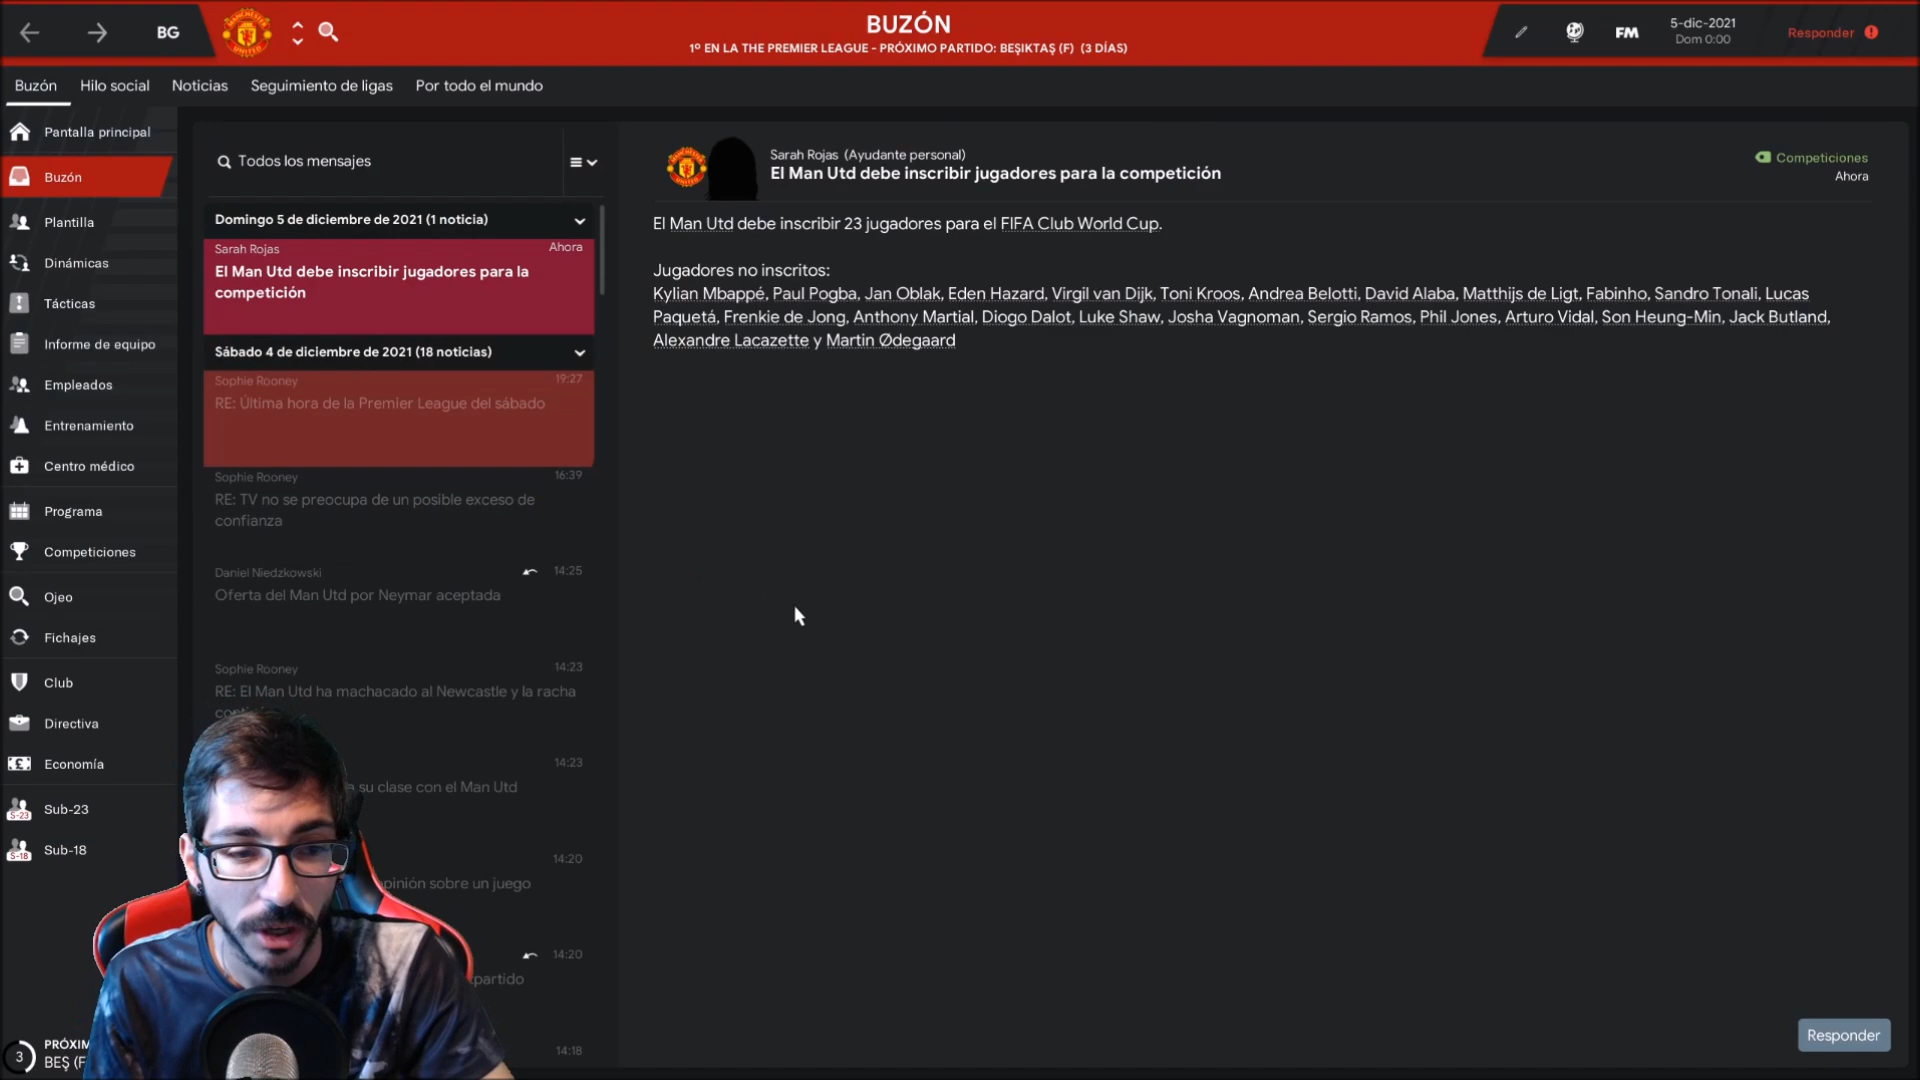 BG
BUZÓN
1º EN LA THE PREMIER LEAGUE - PRÓXIMO PARTIDO: BEŞIKTAŞ (F) (3 DÍAS)
FM
5-dic-2021
Dom 0:00
Responder
Buzón
Hilo social
Noticias
Seguimiento de ligas
Por todo el mundo
Pantalla principal
Buzón
Plantilla
Dinámicas
Tácticas
Informe de equipo
Empleados
Entrenamiento
Centro médico
Programa
Competiciones
Ojeo
Fichajes
Club
Directiva
Economía
S-23
Sub-23
S-18
Sub-18
3
PRÓXIM
BEŞ (F
Todos los mensajes
Domingo 5 de diciembre de 2021 (1 noticia)
Sarah Rojas
Ahora
El Man Utd debe inscribir jugadores para la
competición
Sábado 4 de diciembre de 2021 (18 noticias)
Sophie Rooney
19:27
RE: Última hora de la Premier League del sábado
Sophie Rooney
16:39
RE: TV no se preocupa de un posible exceso de
confianza
Daniel Niedzkowski
14:25
Oferta del Man Utd por Neymar aceptada
Sophie Rooney
14:23
RE: El Man Utd ha machacado al Newcastle y la racha
14:23
su clase con el Man Utd
14:20
opinión sobre un juego
14:20
partido
14:18
Sarah Rojas (Ayudante personal)
El Man Utd debe inscribir jugadores para la competición
Competiciones
Ahora
El Man Utd debe inscribir 23 jugadores para el FIFA Club World Cup.
Jugadores no inscritos:
Kylian Mbappé, Paul Pogba, Jan Oblak, Eden Hazard, Virgil van Dijk, Toni Kroos, Andrea Belotti, David Alaba, Matthijs de Ligt, Fabinho, Sandro Tonali, Lucas
Paquetá, Frenkie de Jong, Anthony Martial, Diogo Dalot, Luke Shaw, Josha Vagnoman, Sergio Ramos, Phil Jones, Arturo Vidal, Son Heung-Min, Jack Butland,
Alexandre Lacazette y Martin Ødegaard
Responder